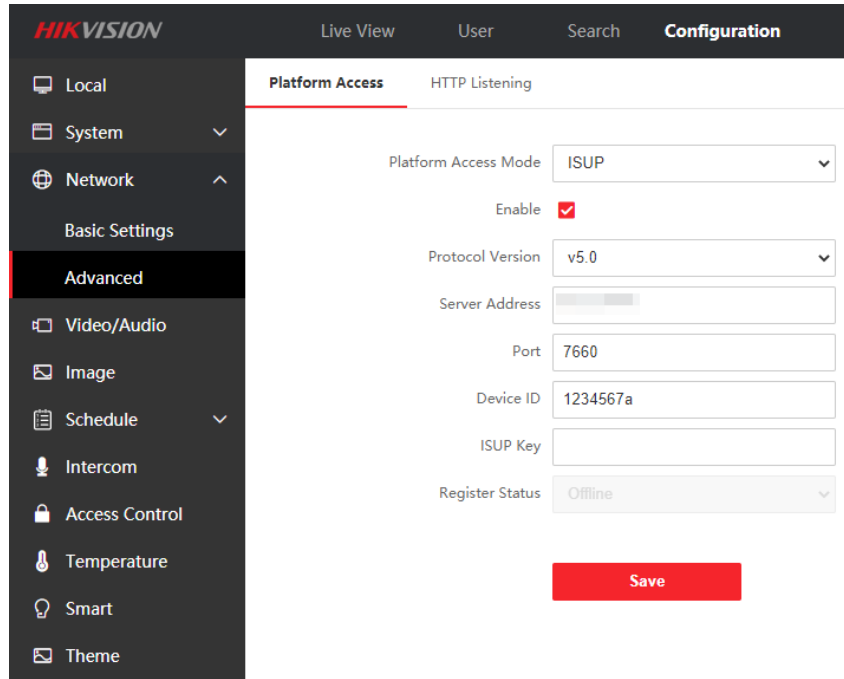 HIKVISION
Live View User Search Configuration
Local
System
Network
Basic Settings
Advanced
Video/Audio
Image
Schedule
Intercom
Access Control
Temperature
Smart
Theme
Platform Access HTTP Listening
Platform Access Mode ISUP
Enable
Protocol Version v5.0
Server Address
Port 7660
Device ID 1234567a
ISUP Key
Register Status Offline
Save